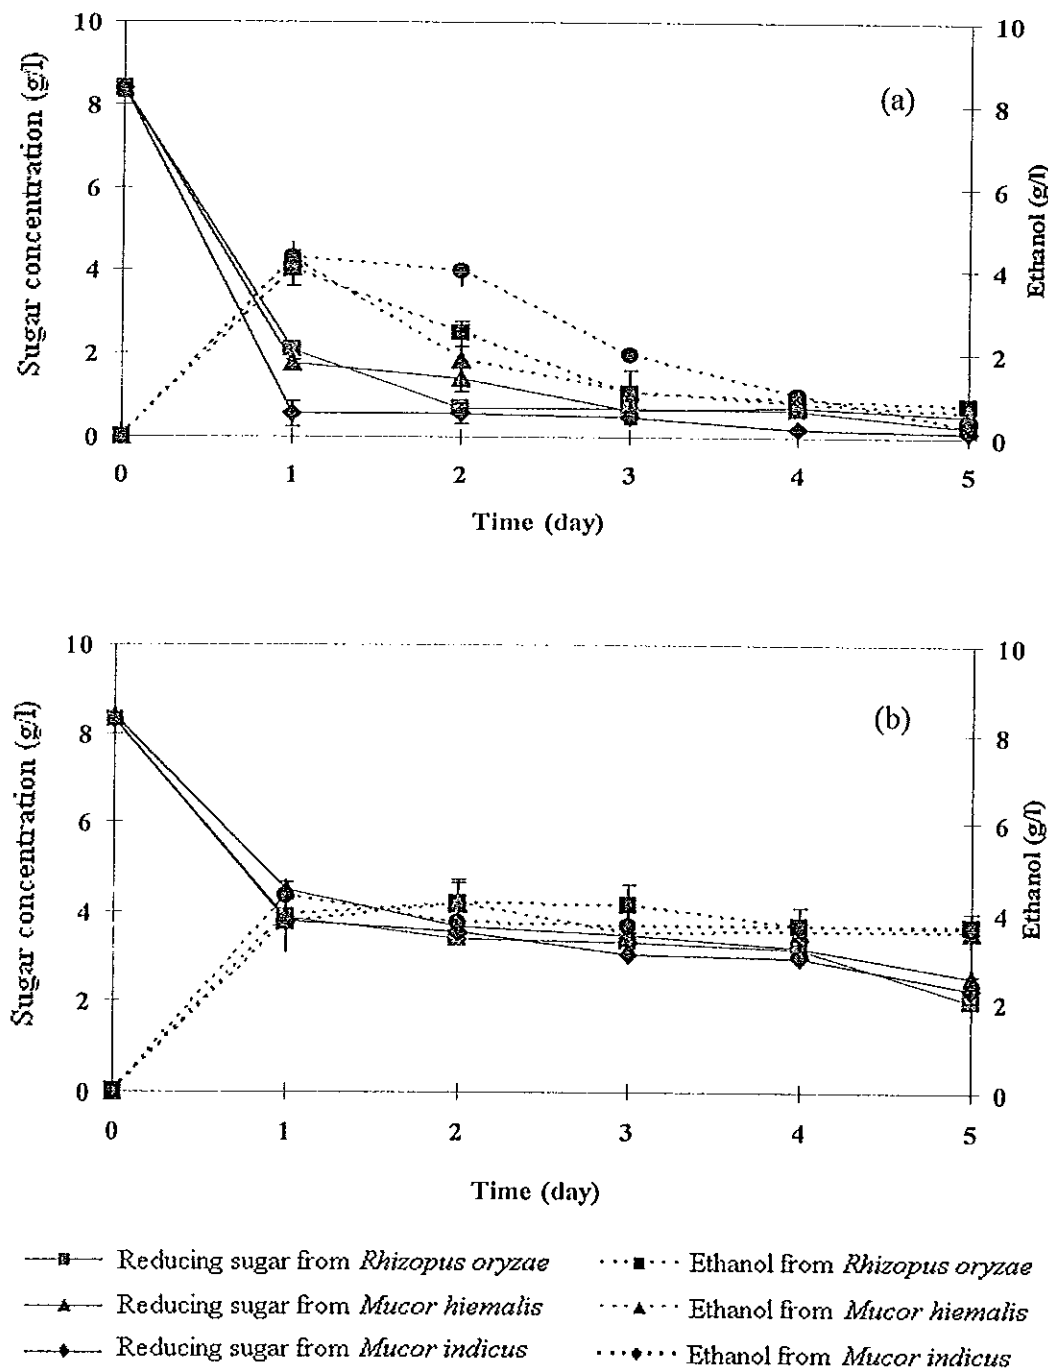 10
8
6
4
2
0
Sugar concentration (g/l)
10
8
6
4
2
0
Ethanol (g/l)
(a)
0 1 2 3 4 5
Time (day)
10
8
6
4
2
0
Sugar concentration (g/l)
10
8
6
4
2
0
Ethanol (g/l)
(b)
0 1 2 3 4 5
Time (day)
Reducing sugar from Rhizopus oryzae
Ethanol from Rhizopus oryzae
Reducing sugar from Mucor hiemalis
Ethanol from Mucor hiemalis
Reducing sugar from Mucor indicus
Ethanol from Mucor indicus